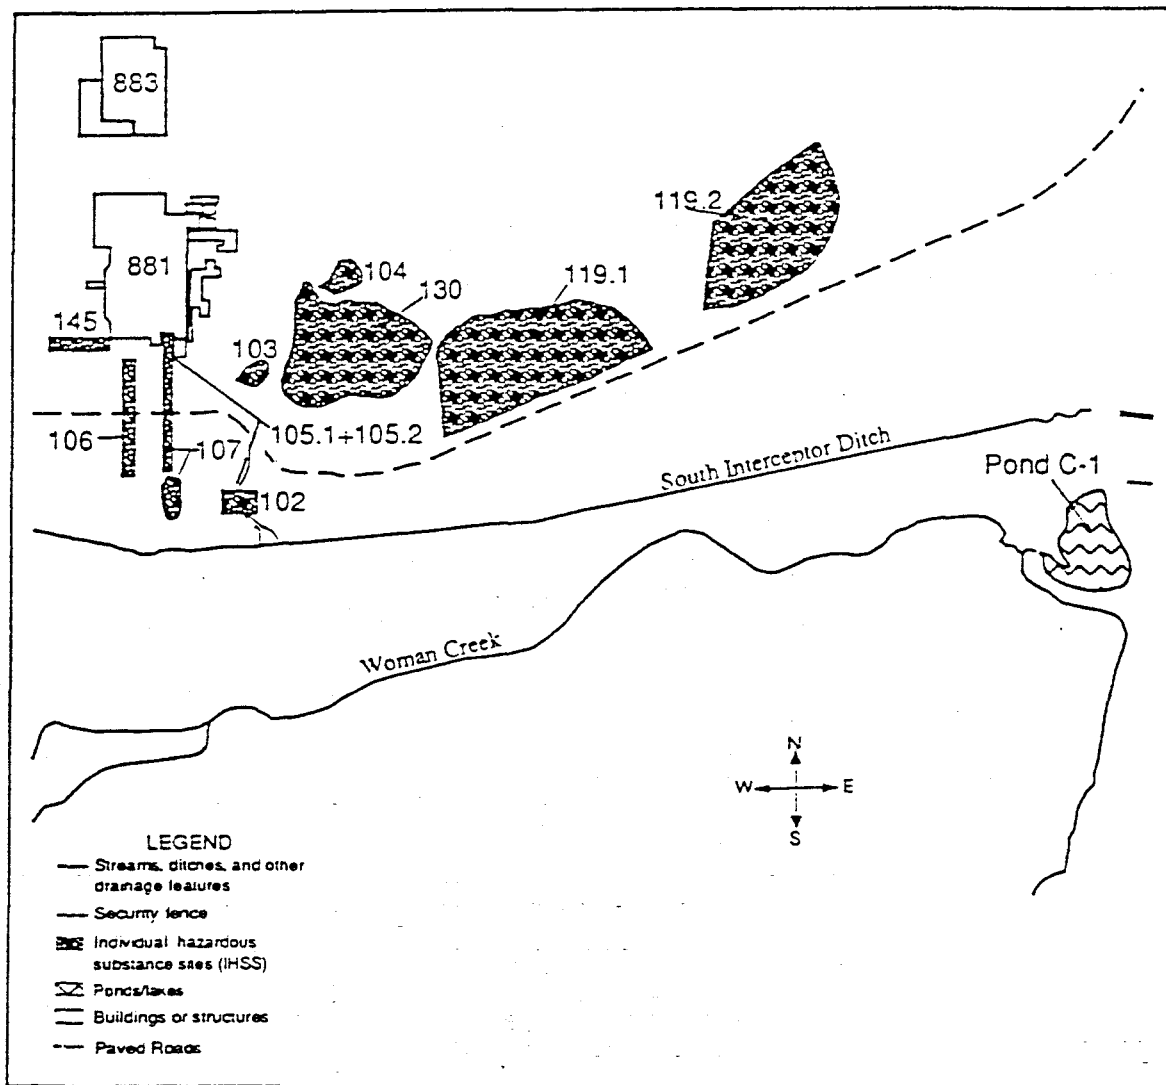 883
881
119.2
104
130
119.1
145
103
106
107
105.1+105.2
102
South Interceptor Ditch
Pond C-1
Woman Creek
N
W E
S
LEGEND
Streams, ditches, and other
drainage features
Security fence
Individual hazardous
substance sites (IHSS)
Ponds/lakes
Buildings or structures
Paved Roads